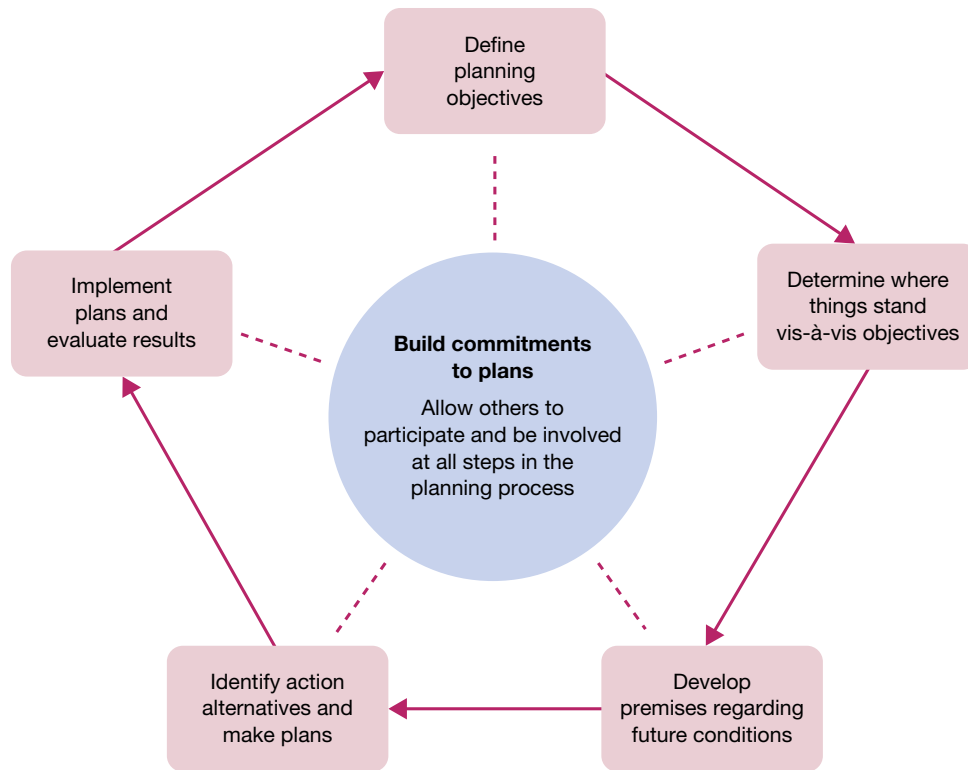 Define
planning
objectives
Implement
plans and
evaluate results
Determine where
things stand
vis-à-vis objectives
Build commitments
to plans
Allow others to
participate and be involved
at all steps in the
planning process
Identify action
alternatives and
make plans
Develop
premises regarding
future conditions